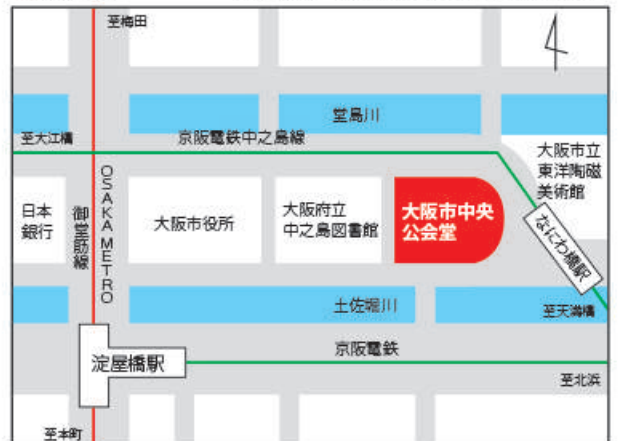 至梅田
堂島川
至大江橋
京阪電鉄中之島線
大阪市立
東洋陶磁
美術館
日本
銀行
御堂筋線
OSAKA METRO
大阪市役所
大阪府立
中之島図書館
大阪市中央
公会堂
なにわ橋駅
土佐堀川
至天満橋
京阪電鉄
淀屋橋駅
至北浜
至本町